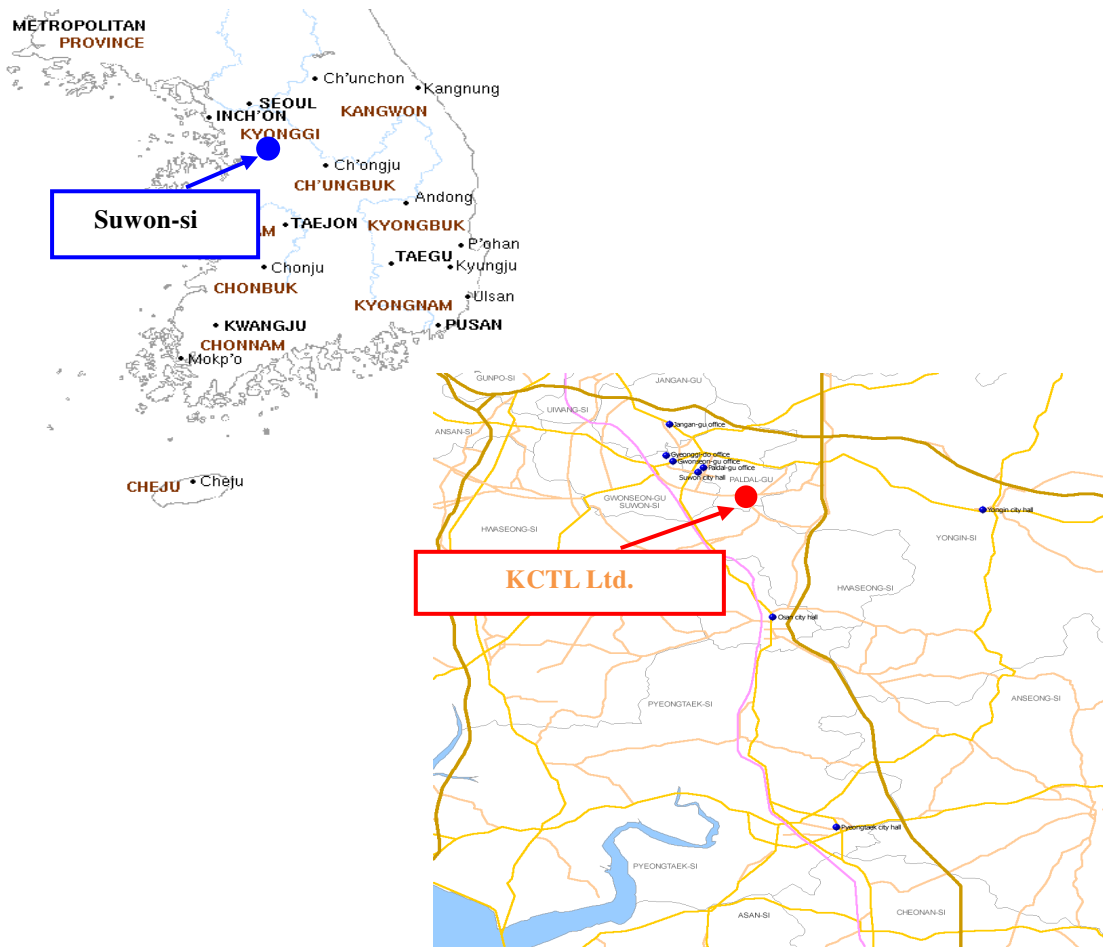 METROPOLITAN
PROVINCE
Ch'unchon
Kangnung
SEOUL
KANGWON
INCH'ON
KYONGGI
Ch'ongju
CH'UNGBUK
Andong
Suwon-si
TAEJON
KYONGBUK
AM
P'ohan
TAEGU
Kyungju
Chonju
CHONBUK
Ulsan
KYONGNAM
KWANGJU
PUSAN
CHONNAM
Mokp'o
CHEJU
Cheju
GUNPO-SI
JANGAN-GU
UIWANG-SI
Jangan-gu office
ANSAN-SI
Gyeonggi-do office
Gwonseon-gu office
Paldal-gu office
Suwon city hall
PALDAL-GU
GWONSEON-GU
SUWON-SI
Yongin city hall
HWASEONG-SI
YONGIN-SI
KCTL Ltd.
HWASEONG-SI
Osan city hall
ANSEONG-SI
PYEONGTAEK-SI
Pyeongtaek city hall
PYEONGTAEK-SI
ASAN-SI
CHEONAN-SI